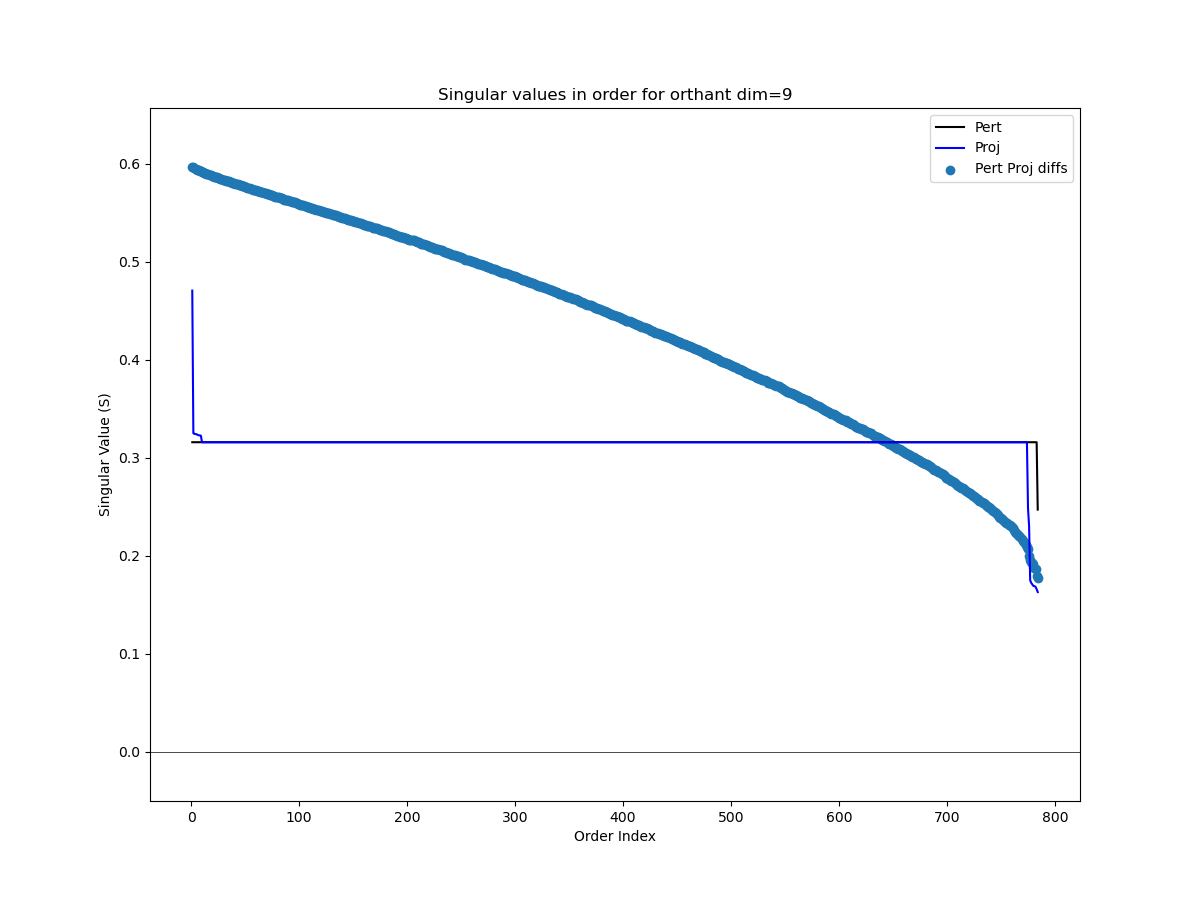 Singular values in order for orthant dim=9
Pert
Proj
Pert Proj diffs
Singular Value (S)
0.6
0.5
0.4
0.3
0.2
0.1
0.0
0 100 200 300 400 500 600 700 800
Order Index